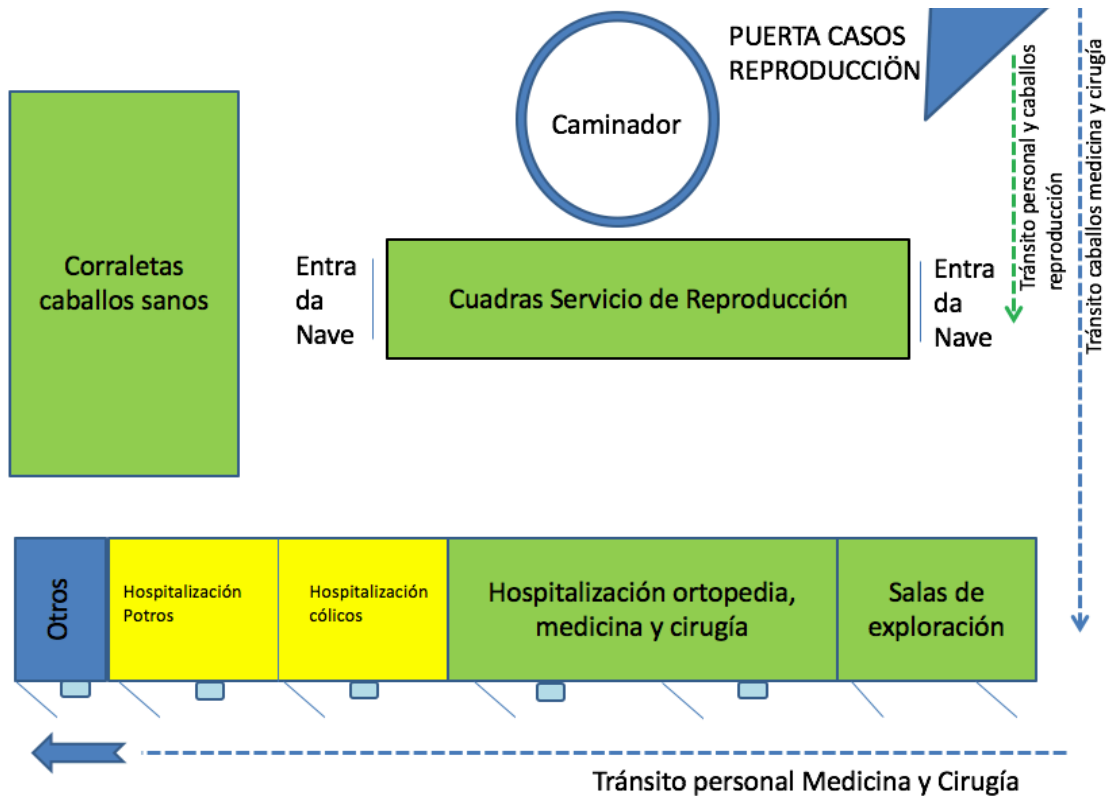 PUERTA CASOS
REPRODUCCIÖN
Caminador
Tránsito personal y caballos
reproducción
Tránsito caballos medicina y cirugía
Corraletas
caballos sanos
Entra
da
Nave
Cuadras Servicio de Reproducción
Entra
da
Nave
Otros
Hospitalización
Potros
Hospitalización
cólicos
Hospitalización ortopedia,
medicina y cirugía
Salas de
exploración
Tránsito personal Medicina y Cirugía